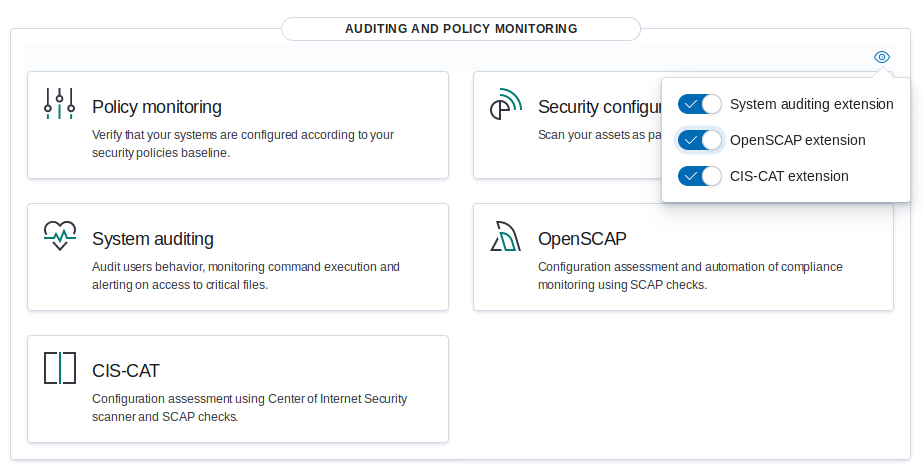 AUDITING AND POLICY MONITORING
Policy monitoring
Verify that your systems are configured according to your
security policies baseline.
Security
Scan your assets as
System auditing extension
OpenSCAP extension
CIS-CAT extension
System auditing
Audit users behavior, monitoring command execution and
alerting on access to critical files.
OpenSCAP
Configuration assessment and automation of compliance
monitoring using SCAP checks.
CIS-CAT
Configuration assessment using Center of Internet Security
scanner and SCAP checks.